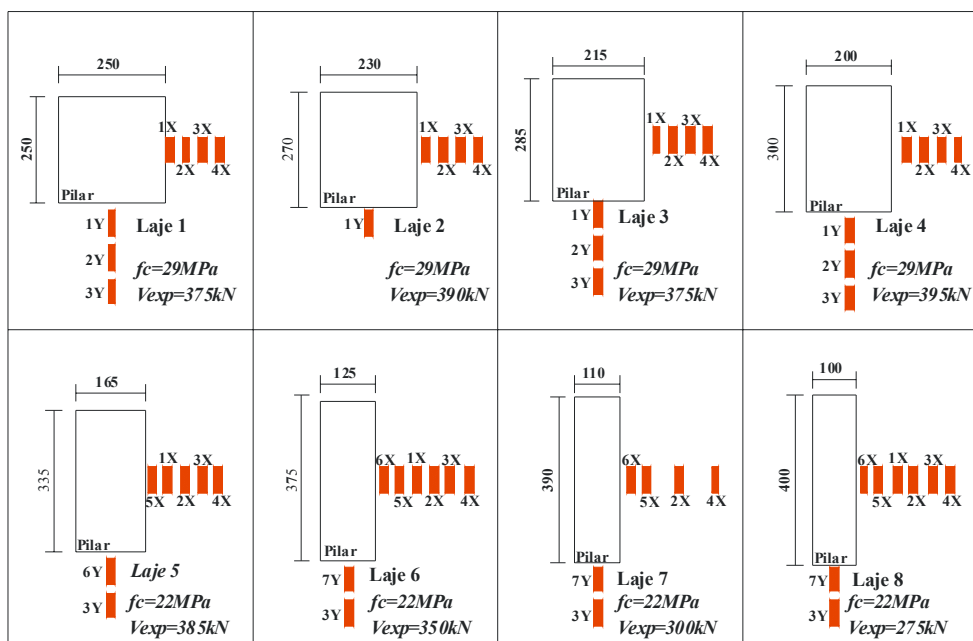 250
250
1X 3X
2X 4X
Pilar
1Y Laje 1
2Y
fc=29MPa
3Y Vexp=375kN
230
270
1X 3X
2X 4X
Pilar
1Y Laje 2
fc=29MPa
Vexp=390kN
215
285
1X 3X
2X 4X
Pilar
1Y Laje 3
2Y
fc=29MPa
3Y Vexp=375kN
200
300
1X 3X
2X 4X
Pilar
1Y Laje 4
2Y
fc=29MPa
3Y Vexp=395kN
165
335
1X 3X
5X 2X 4X
Pilar
6Y Laje 5
3Y fc=22MPa
Vexp=385kN
125
375
6X 1X 3X
5X 2X 4X
Pilar
7Y Laje 6
3Y fc=22MPa
Vexp=350kN
110
390
6X
5X 2X 4X
Pilar
7Y Laje 7
3Y fc=22MPa
Vexp=300kN
100
400
6X 1X 3X
5X 2X 4X
Pilar
7Y Laje 8
3Y fc=22MPa
Vexp=275kN